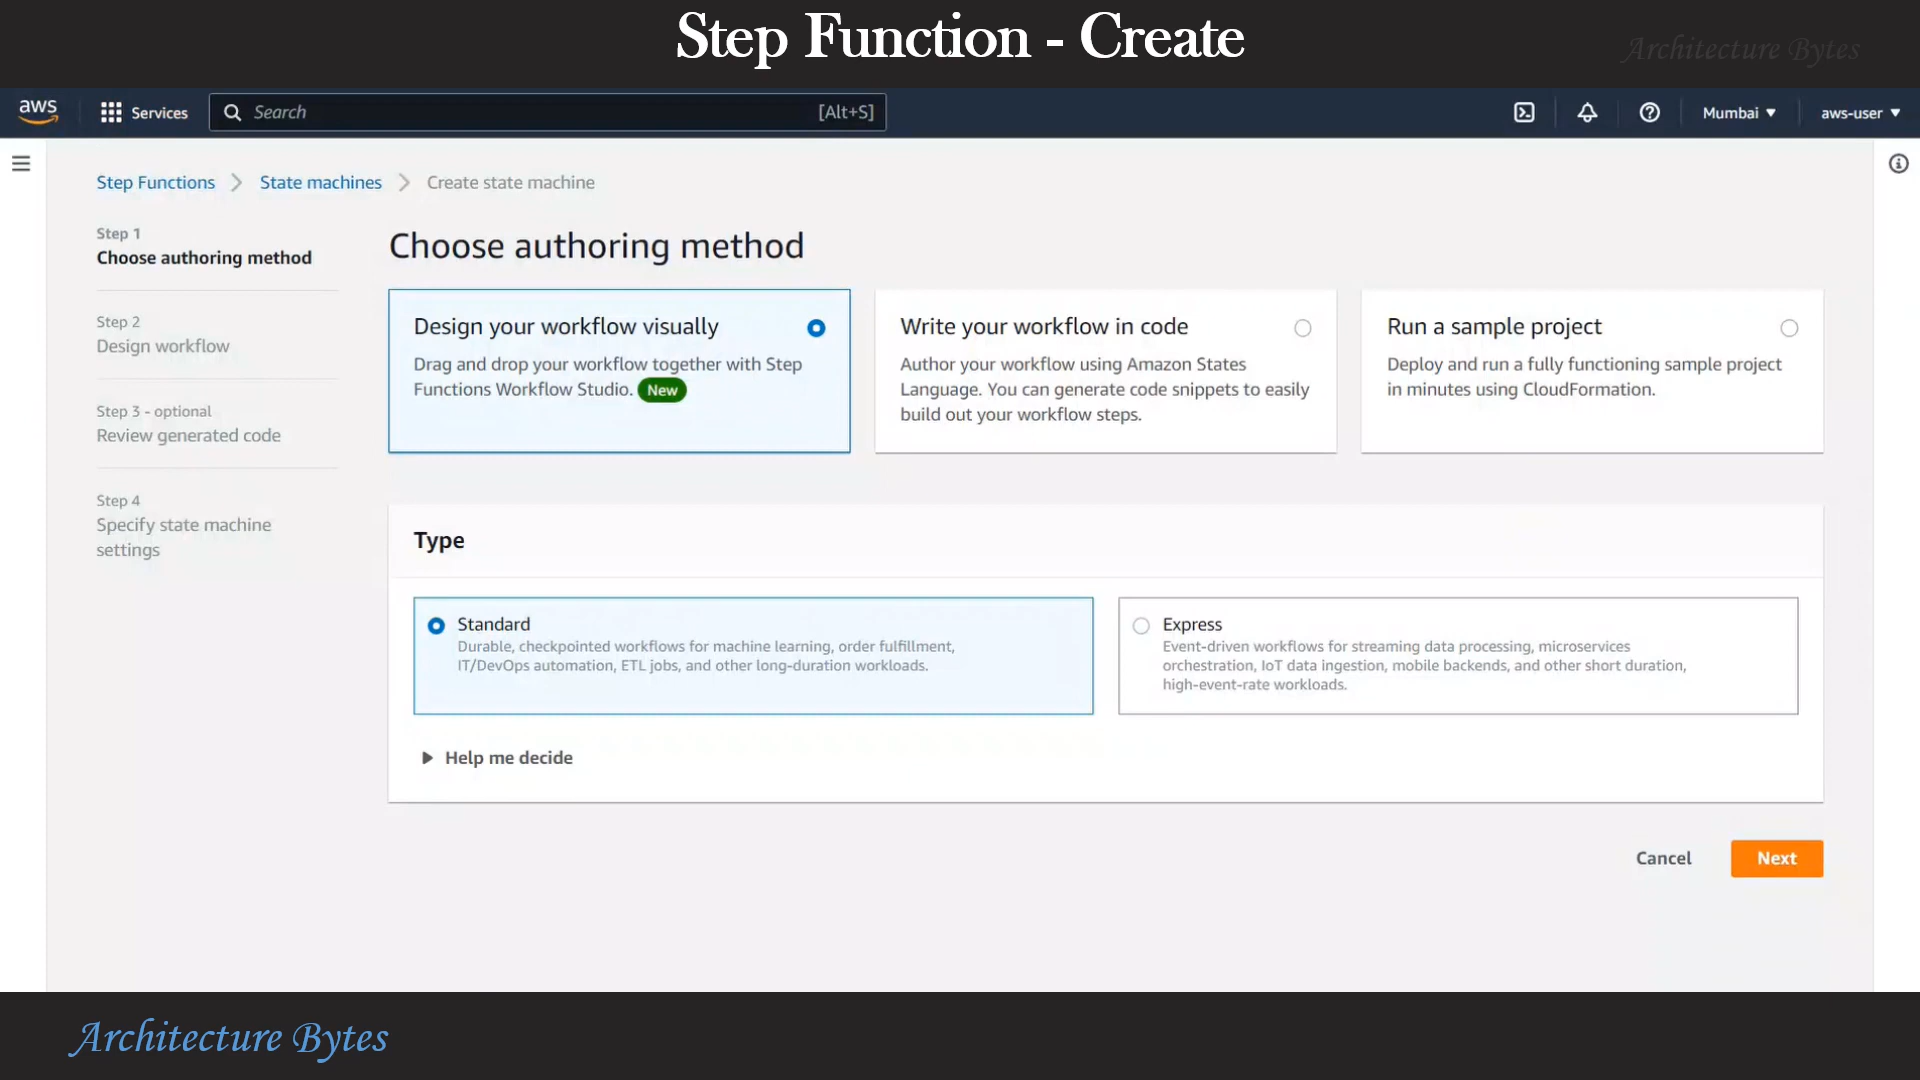 Step Function - Create
Architecture Bytes
aws
Services
Search
[Alt+S]
Mumbai
aws-user
Step Functions
State machines
Create state machine
Step 1
Choose authoring method
Step 2
Design workflow
Step 3 - optional
Review generated code
Step 4
Specify state machine
settings
Choose authoring method
Design your workflow visually
Drag and drop your workflow together with Step
Functions Workflow Studio. New
Write your workflow in code
Author your workflow using Amazon States
Language. You can generate code snippets to easily
build out your workflow steps.
Run a sample project
Deploy and run a fully functioning sample project
in minutes using CloudFormation.
Type
Standard
Durable, checkpointed workflows for machine learning, order fulfillment,
IT/DevOps automation, ETL jobs, and other long-duration workloads.
Express
Event-driven workflows for streaming data processing, microservices
orchestration, IoT data ingestion, mobile backends, and other short duration,
high-event-rate workloads.
Help me decide
Cancel
Next
Architecture Bytes